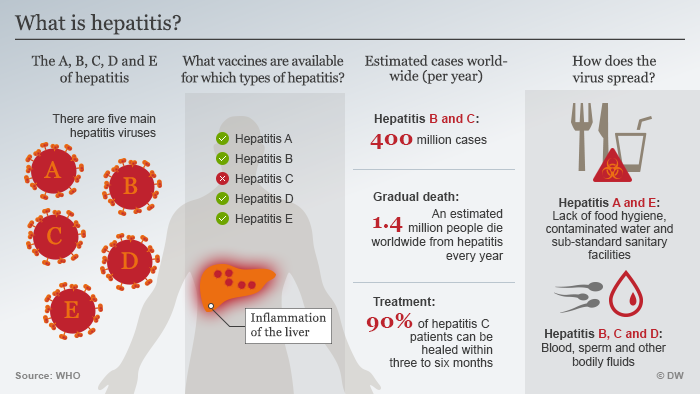 What is hepatitis?
The A, B, C, D and E
of hepatitis
There are five main
hepatitis viruses
A
B
C
D
E
What vaccines are available
for which types of hepatitis?
Hepatitis A
Hepatitis B
Hepatitis C
Hepatitis D
Hepatitis E
Inflammation
of the liver
Estimated cases world-
wide (per year)
Hepatitis B and C:
400 million cases
Gradual death:
1.4 An estimated
million people die
worldwide from hepatitis
every year
Treatment:
90% of hepatitis C
patients can be
healed within
three to six months
How does the
virus spread?
Hepatitis A and E:
Lack of food hygiene,
contaminated water and
sub-standard sanitary
facilities
Hepatitis B, C and D:
Blood, sperm and other
bodily fluids
Source: WHO
© DW